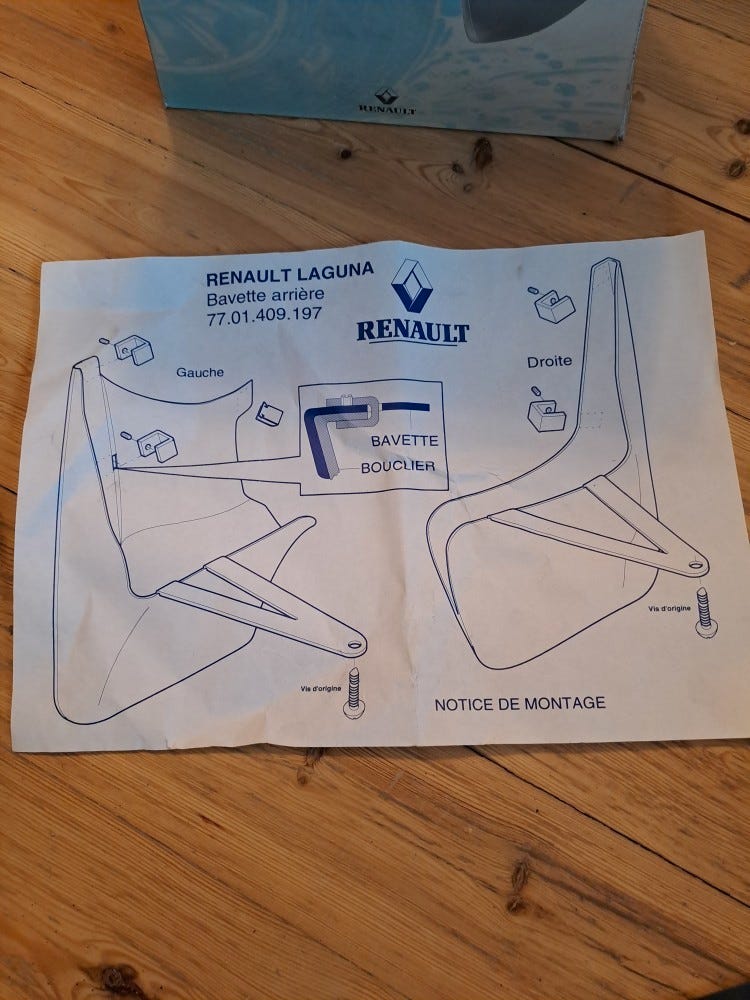 RENAULT
RENAULT LAGUNA
Bavette arrière
77.01.409.197
RENAULT
Gauche
Droite
BAVETTE
BOUCLIER
Vis d'origine
Vis d'origine
NOTICE DE MONTAGE